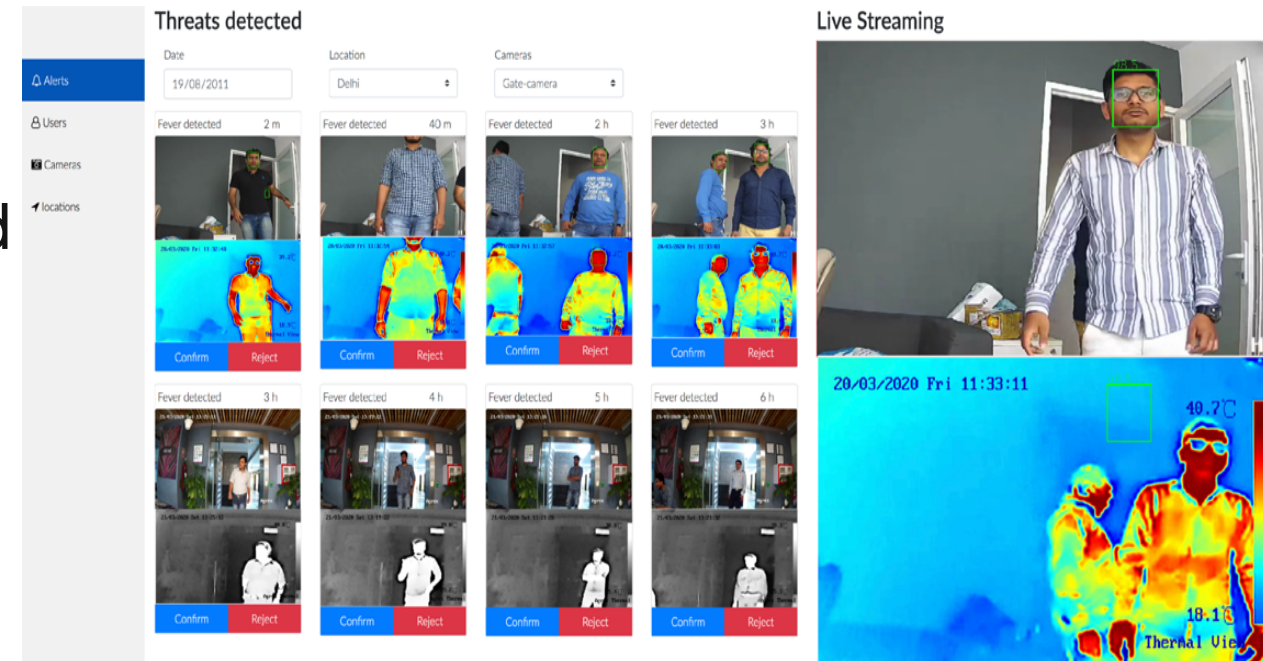 Threats detected
Live Streaming
Date
Location
Cameras
19/08/2011
Delhi
Gate-camera
Alerts
Users
Cameras
locations
d
Fever detected 2 m
Fever detected 40 m
Fever detected 2 h
Fever detected 3 h
Confirm Reject
Confirm Reject
Confirm Reject
Confirm Reject
Fever detected 3 h
Fever detected 4 h
Fever detected 5 h
Fever detected 6 h
Confirm Reject
Confirm Reject
Confirm Reject
Confirm Reject
20/03/2020 Fri 11:33:11
40.7℃
18.1℃
Thermal Vie